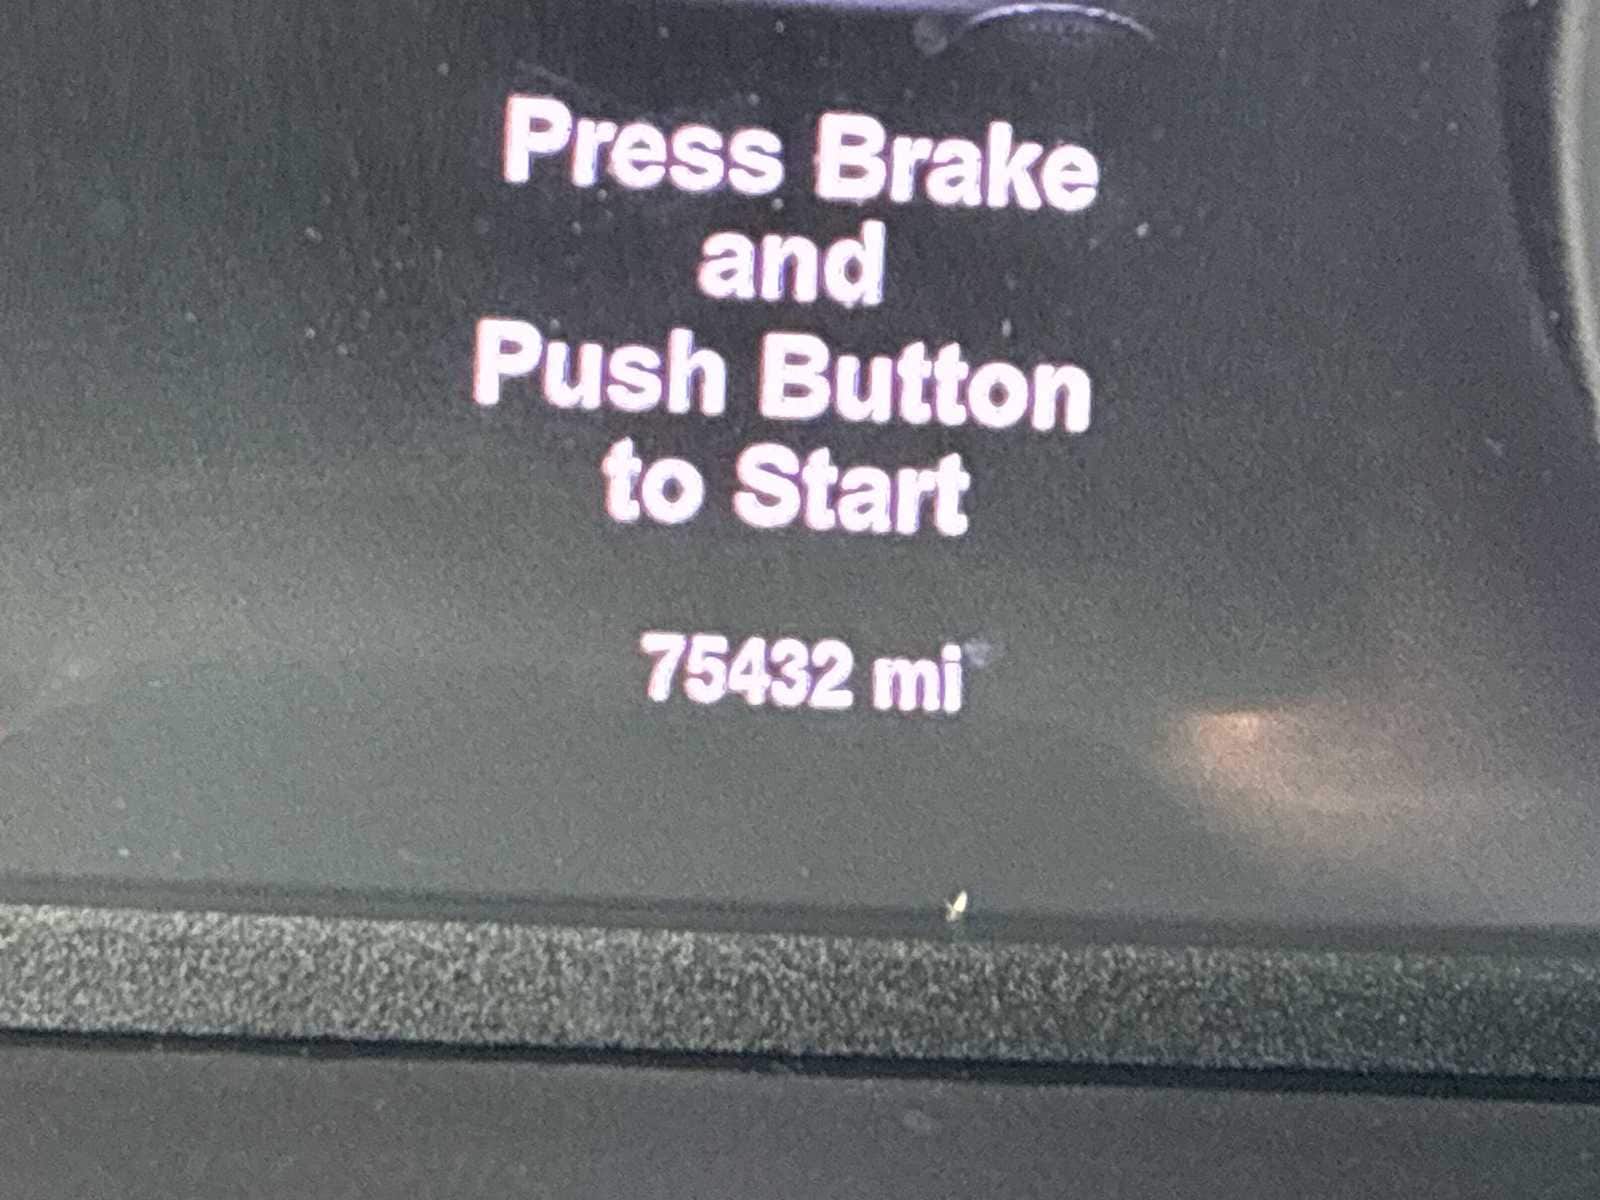 Press Brake
and
Push Button
to Start
75432 mi